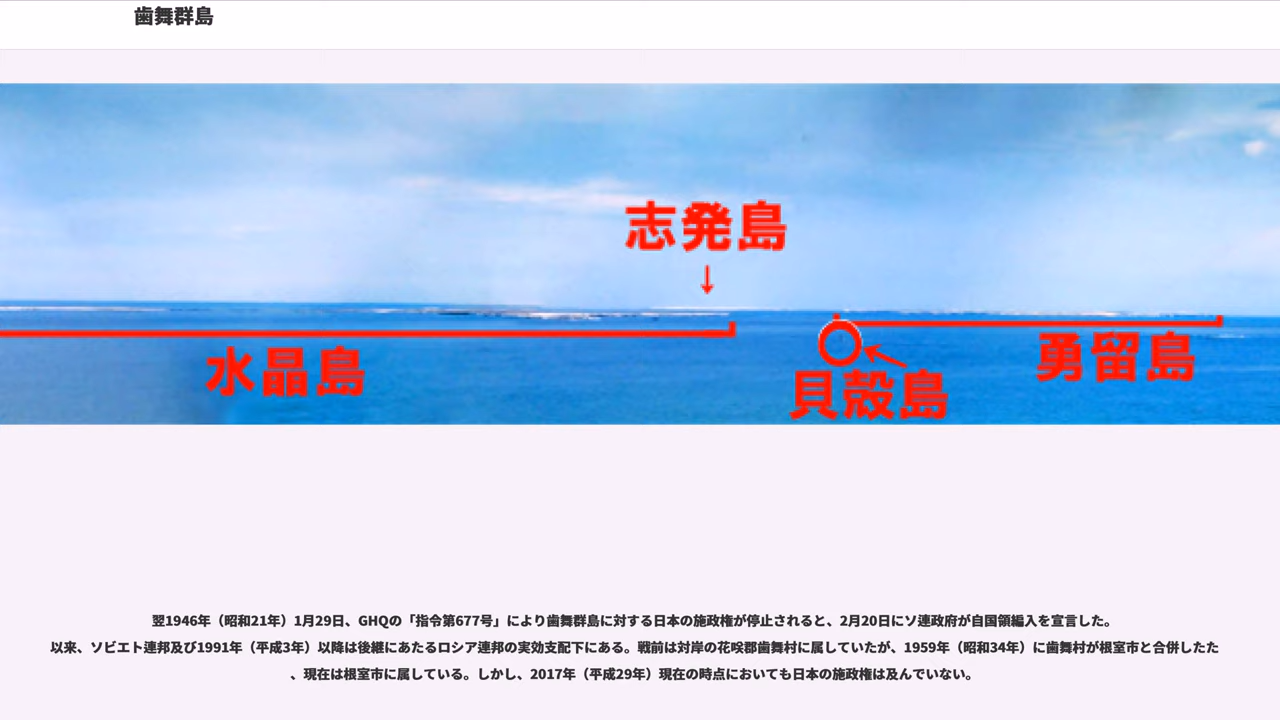 歯舞群島
志発島
水晶島
貝殻島
勇留島
翌1946年（昭和21年）1月29日、GHQの「指令第677号」により歯舞群島に対する日本の施政権が停止されると、2月20日にソ連政府が自国領編入を宣言した。
以来、ソビエト連邦及び1991年（平成3年）以降は後継にあたるロシア連邦の実効支配下にある。戦前は対岸の花咲郡歯舞村に属していたが、1959年（昭和34年）に歯舞村が根室市と合併したた
、現在は根室市に属している。しかし、2017年（平成29年）現在の時点においても日本の施政権は及んでいない。